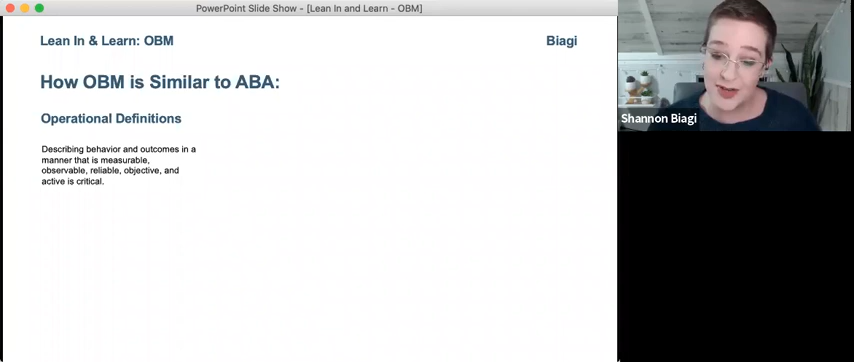 PowerPoint Slide Show - [Lean In and Learn - OBM]
Lean In & Learn: OBM
Biagi
How OBM is Similar to ABA:
Operational Definitions
Describing behavior and outcomes in a
manner that is measurable,
observable, reliable, objective, and
active is critical.
Shannon Biagi